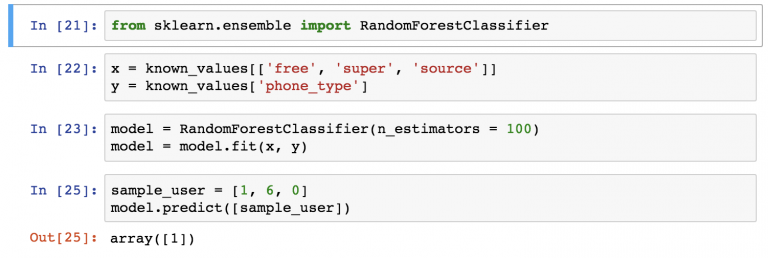 In [21]: from sklearn.ensemble import RandomForestClassifier
In [22]: x = known_values[['free', 'super', 'source']]
y = known_values['phone_type']
In [23]: model = RandomForestClassifier(n_estimators = 100)
model = model.fit(x, y)
In [25]: sample_user = [1, 6, 0]
model.predict([sample_user])
Out[25]: array([1])